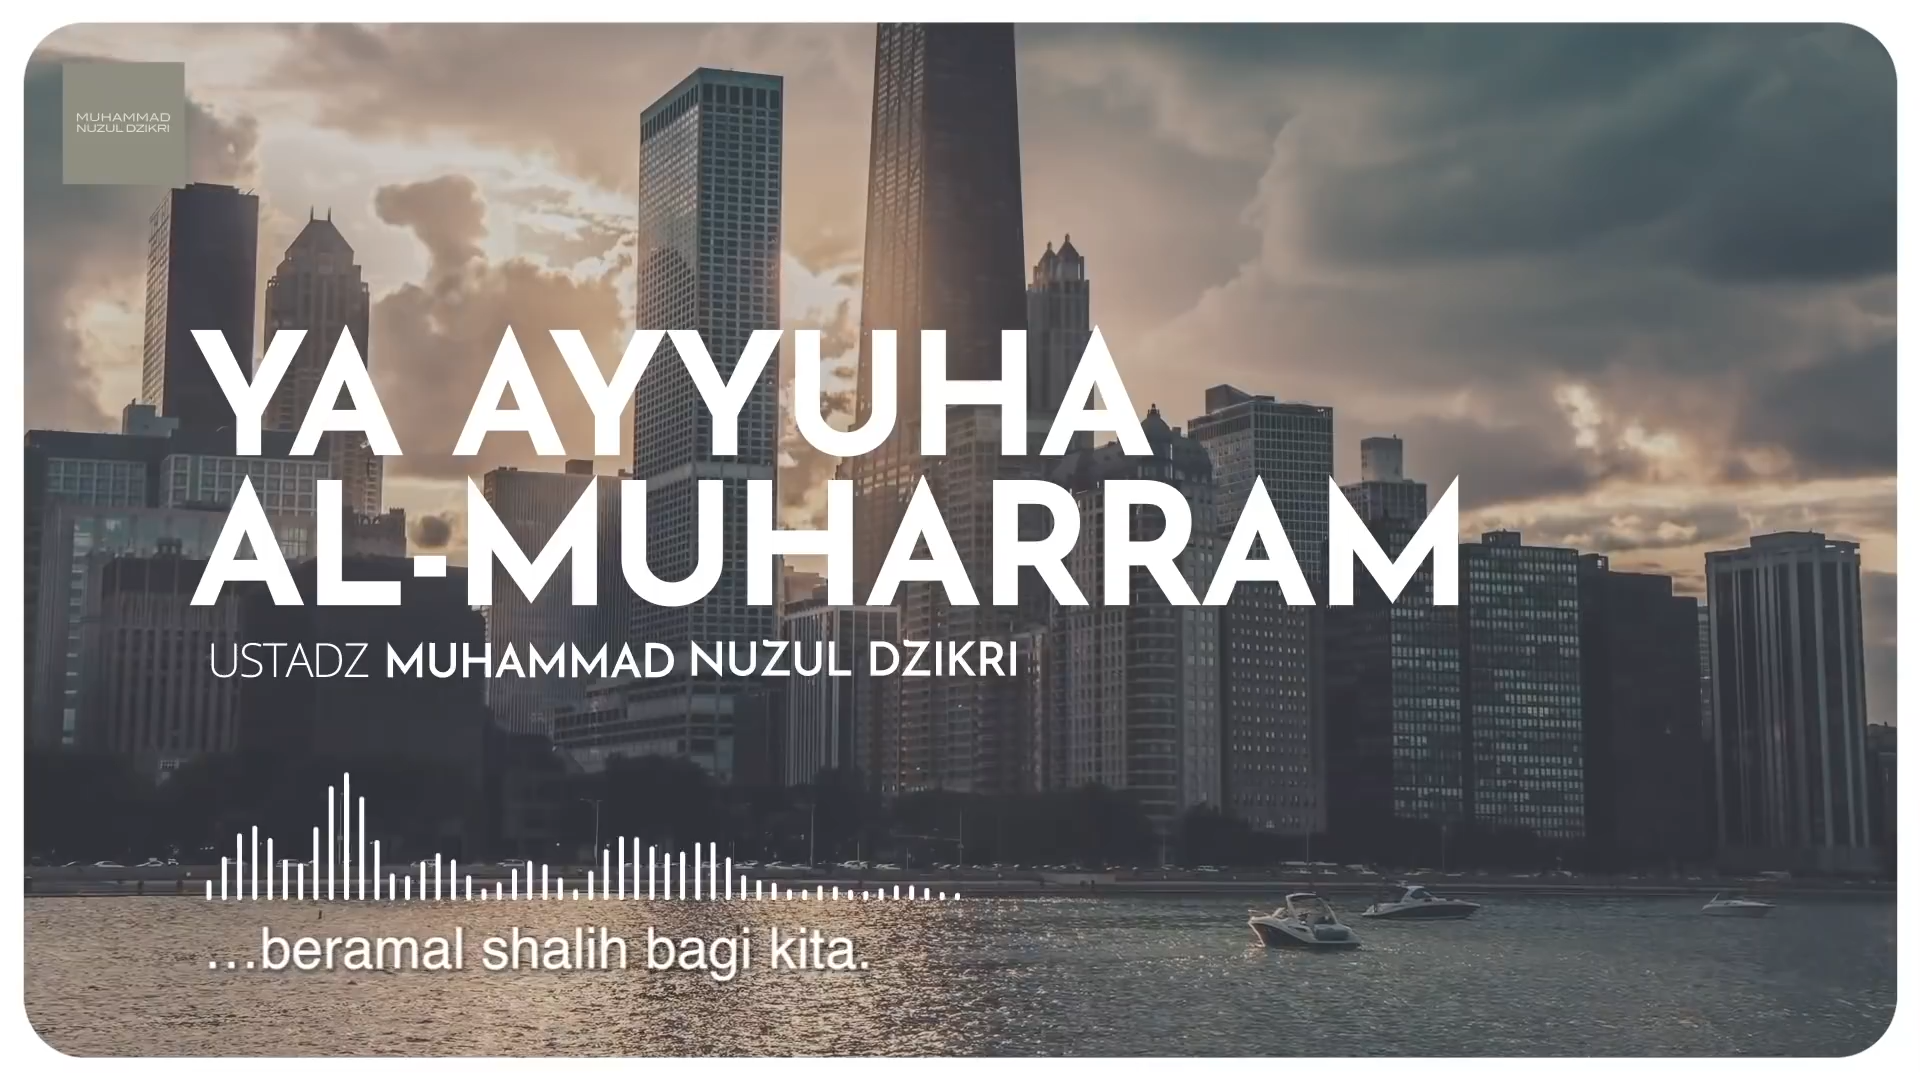 MUHAMMAD
NUZUL DZIKRI
YA AYYUHA
AL-MUHARRAM
USTADZ MUHAMMAD NUZUL DZIKRI
...beramal shalih bagi kita.